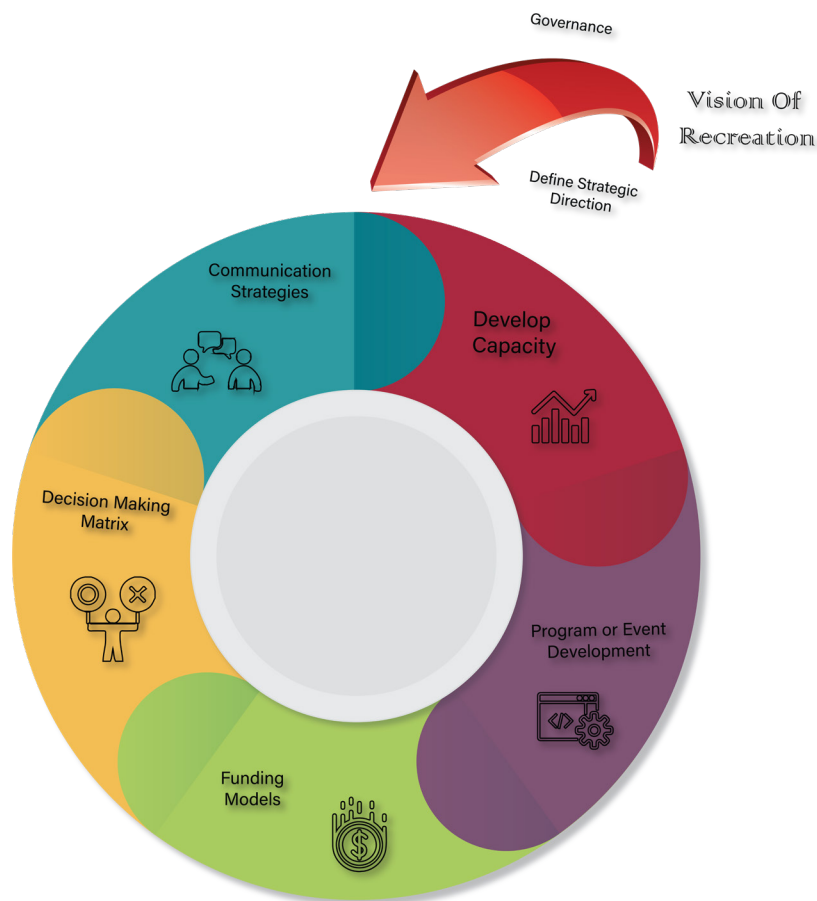 Governance
Vision Of
Recreation
Define Strategic
Direction
Communication
Strategies
Develop
Capacity
Decision Making
Matrix
Program or Event
Development
</>
Funding
Models
$